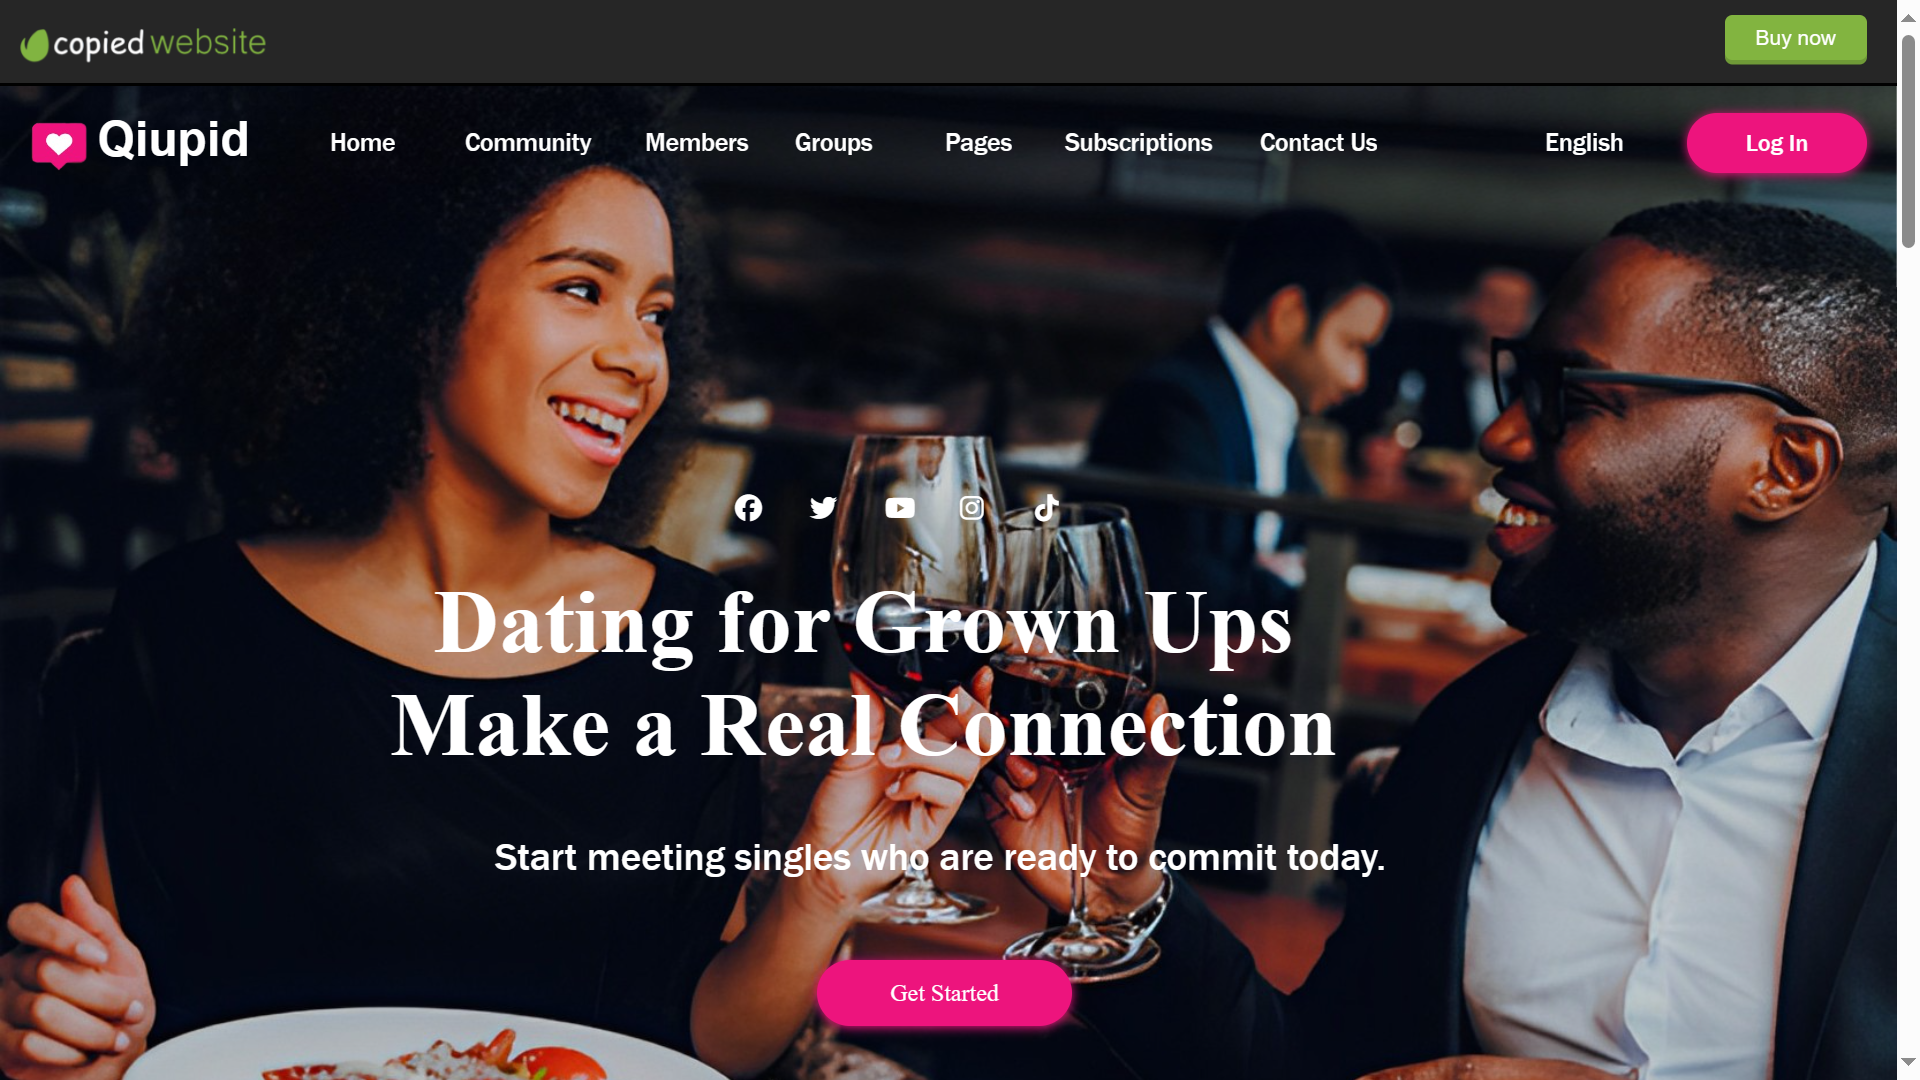 copied website
Buy now
Qiupid
Home Community Members Groups Pages Subscriptions Contact Us English Log In
Dating for Grown Ups
Make a Real Connection
Start meeting singles who are ready to commit today.
Get Started